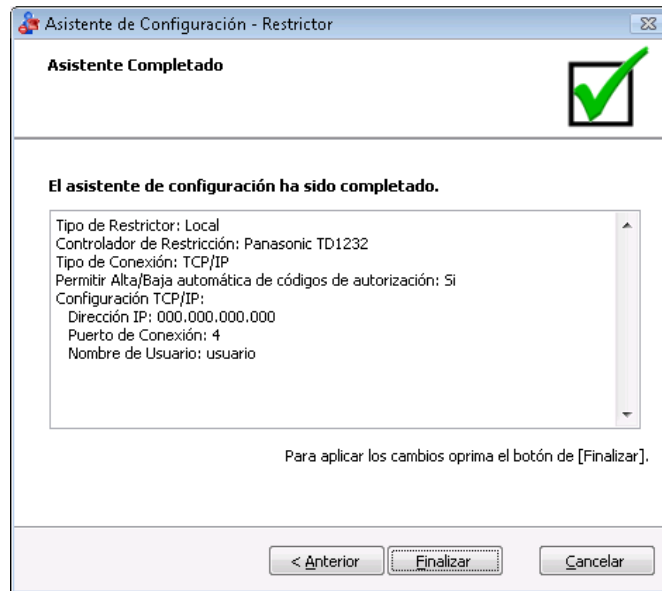 Asistente de Configuración - Restrictor
Asistente Completado
El asistente de configuración ha sido completado.
Tipo de Restrictor: Local
Controlador de Restricción: Panasonic TD1232
Tipo de Conexión: TCP/IP
Permitir Alta/Baja automática de códigos de autorización: Si
Configuración TCP/IP:
Dirección IP: 000.000.000.000
Puerto de Conexión: 4
Nombre de Usuario: usuario
Para aplicar los cambios oprima el botón de [Finalizar].
< Anterior Finalizar Cancelar